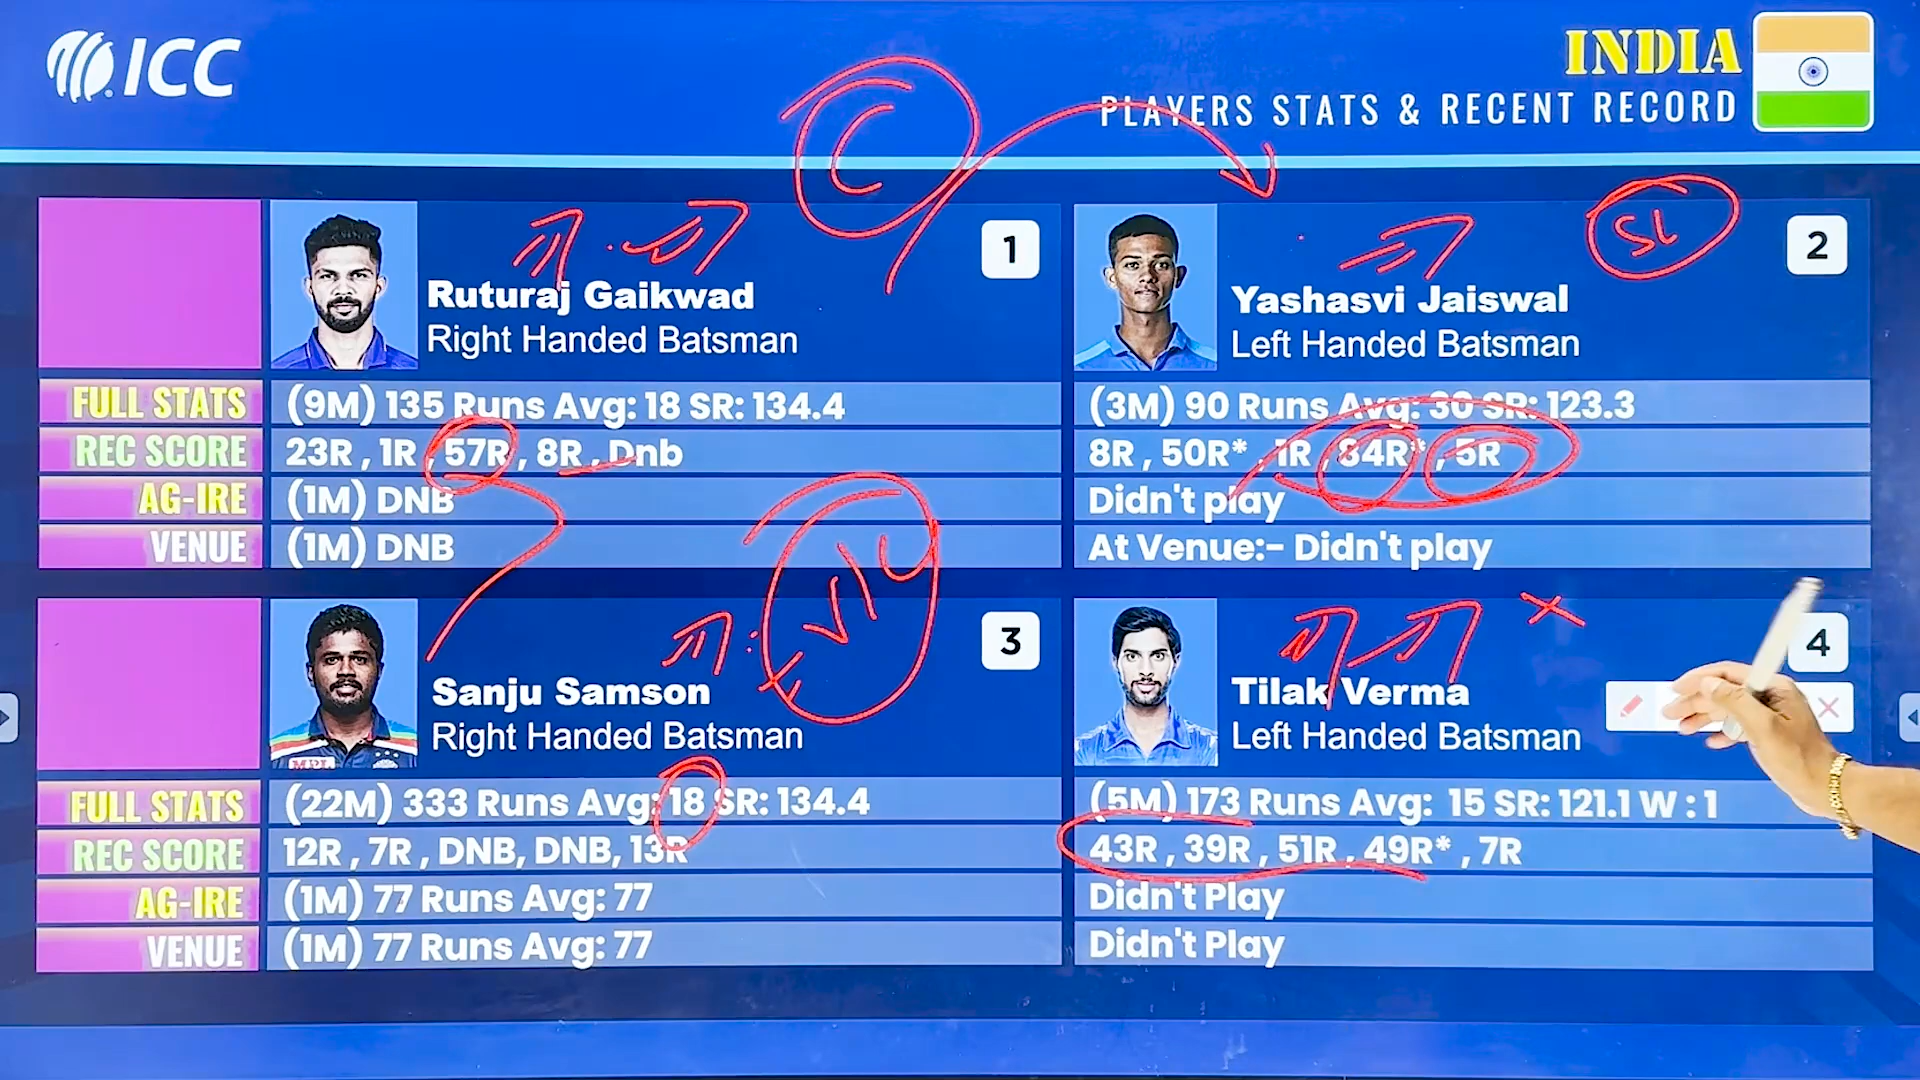 ICC
INDIA
PLAYERS STATS & RECENT RECORD
C
SL
1
Ruturaj Gaikwad
Right Handed Batsman
FULL STATS
(9M) 135 Runs Avg: 18 SR: 134.4
REC SCORE
23R , 1R , 57R , 8R , Dnb
AG-IRE
(1M) DNB
VENUE
(1M) DNB
2
Yashasvi Jaiswal
Left Handed Batsman
(3M) 90 Runs Avg: 30 SR: 123.3
8R , 50R* , 1R , 84R* , 5R
Didn't play
At Venue:- Didn't play
3
Sanju Samson
Right Handed Batsman
MPL
FULL STATS
(22M) 333 Runs Avg: 18 SR: 134.4
REC SCORE
12R , 7R , DNB, DNB, 13R
AG-IRE
(1M) 77 Runs Avg: 77
VENUE
(1M) 77 Runs Avg: 77
4
Tilak Verma
Left Handed Batsman
(5M) 173 Runs Avg: 15 SR: 121.1 W : 1
43R , 39R , 51R , 49R* , 7R
Didn't Play
Didn't Play